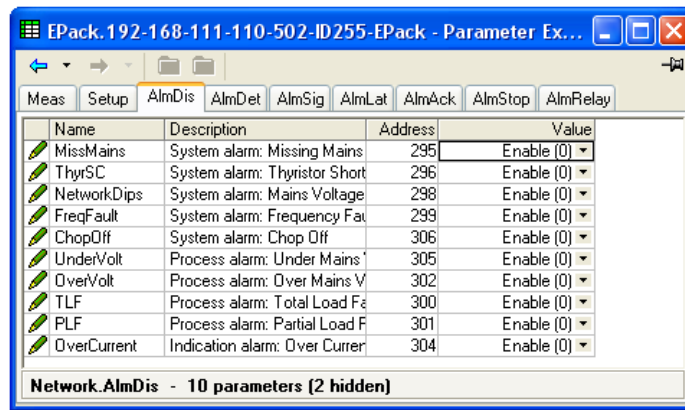 EPack.192-168-111-110-502-ID255-EPack - Parameter Ex...
Meas Setup AlmDis AlmDet AlmSig AlmLat AlmAck AlmStop AlmRelay
Name Description Address Value
MissMains System alarm: Missing Mains 295 Enable (0)
ThyrSC System alarm: Thyristor Short 296 Enable (0)
NetworkDips System alarm: Mains Voltage 298 Enable (0)
FreqFault System alarm: Frequency Fau 299 Enable (0)
ChopOff System alarm: Chop Off 306 Enable (0)
UnderVolt Process alarm: Under Mains 305 Enable (0)
OverVolt Process alarm: Over Mains V 302 Enable (0)
TLF Process alarm: Total Load Fa 300 Enable (0)
PLF Process alarm: Partial Load F 301 Enable (0)
OverCurrent Indication alarm: Over Curren 304 Enable (0)
Network.AlmDis - 10 parameters (2 hidden)